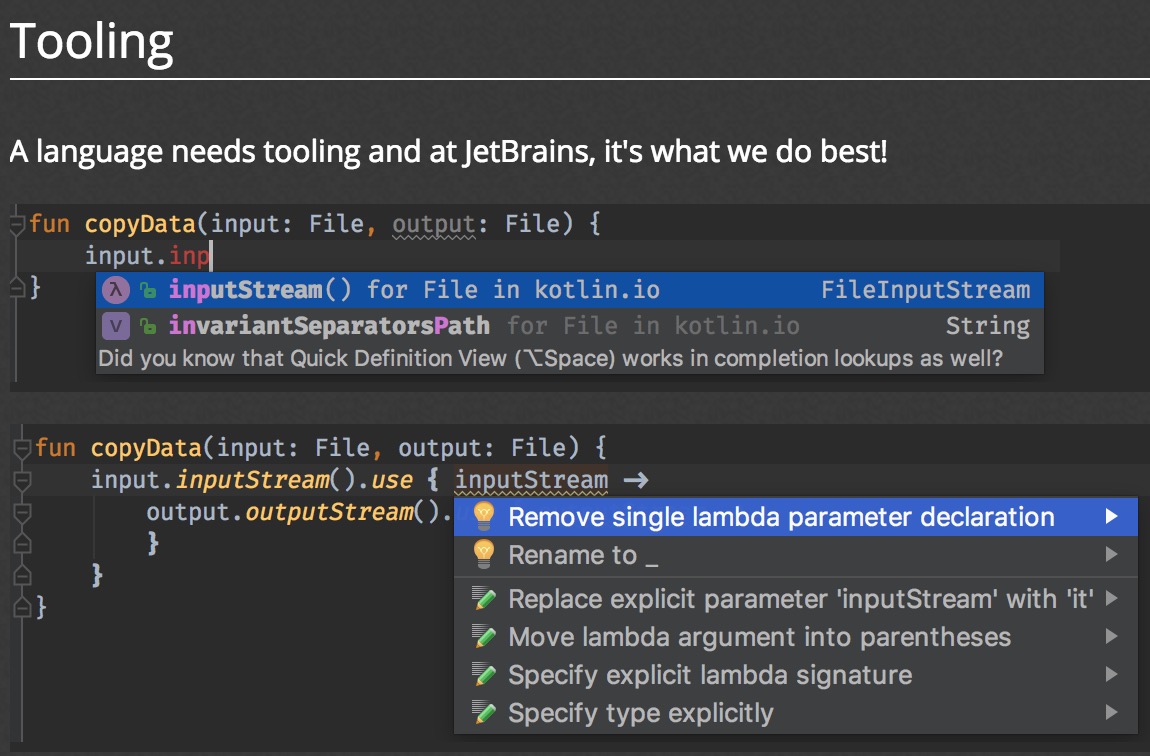 Tooling
A language needs tooling and at JetBrains, it's what we do best!
fun copyData(input: File, output: File) {
input.inp
}
λ inputStream() for File in kotlin.io FileInputStream
v invariantSeparatorsPath for File in kotlin.io String
Did you know that Quick Definition View (⌥Space) works in completion lookups as well?
fun copyData(input: File, output: File) {
input.inputStream().use { inputStream →
output.outputStream().
}
}
}
Remove single lambda parameter declaration
Rename to _
Replace explicit parameter 'inputStream' with 'it'
Move lambda argument into parentheses
Specify explicit lambda signature
Specify type explicitly